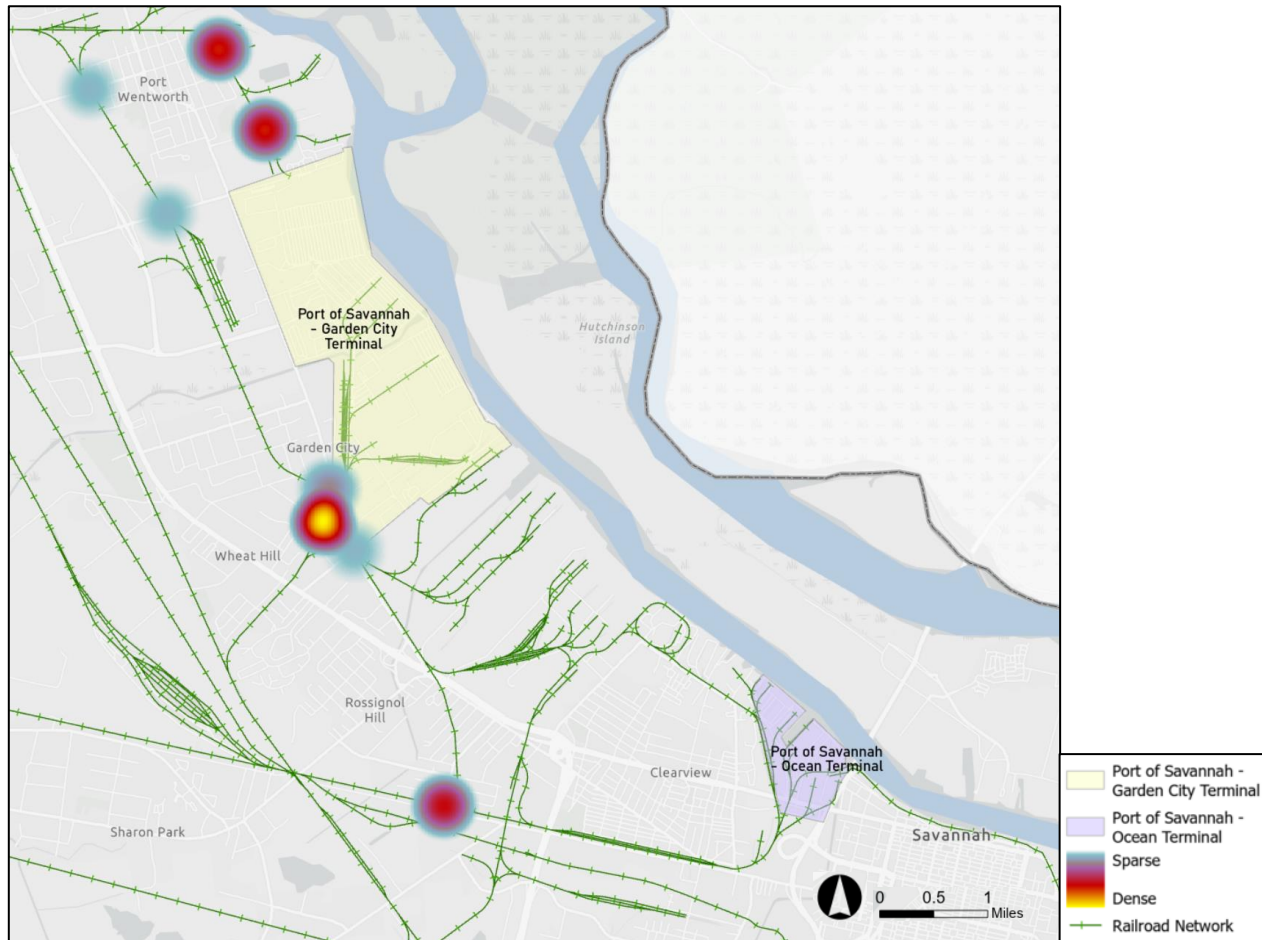 Port
Wentworth
Port of Savannah
- Garden City
Terminal
Hutchinson
Island
Garden City
Wheat Hill
Rossignol
Hill
Clearview
Port of Savannah
- Ocean Terminal
Sharon Park
Savannah
0 0.5 1
Miles
Port of Savannah -
Garden City Terminal
Port of Savannah -
Ocean Terminal
Sparse
Dense
Railroad Network